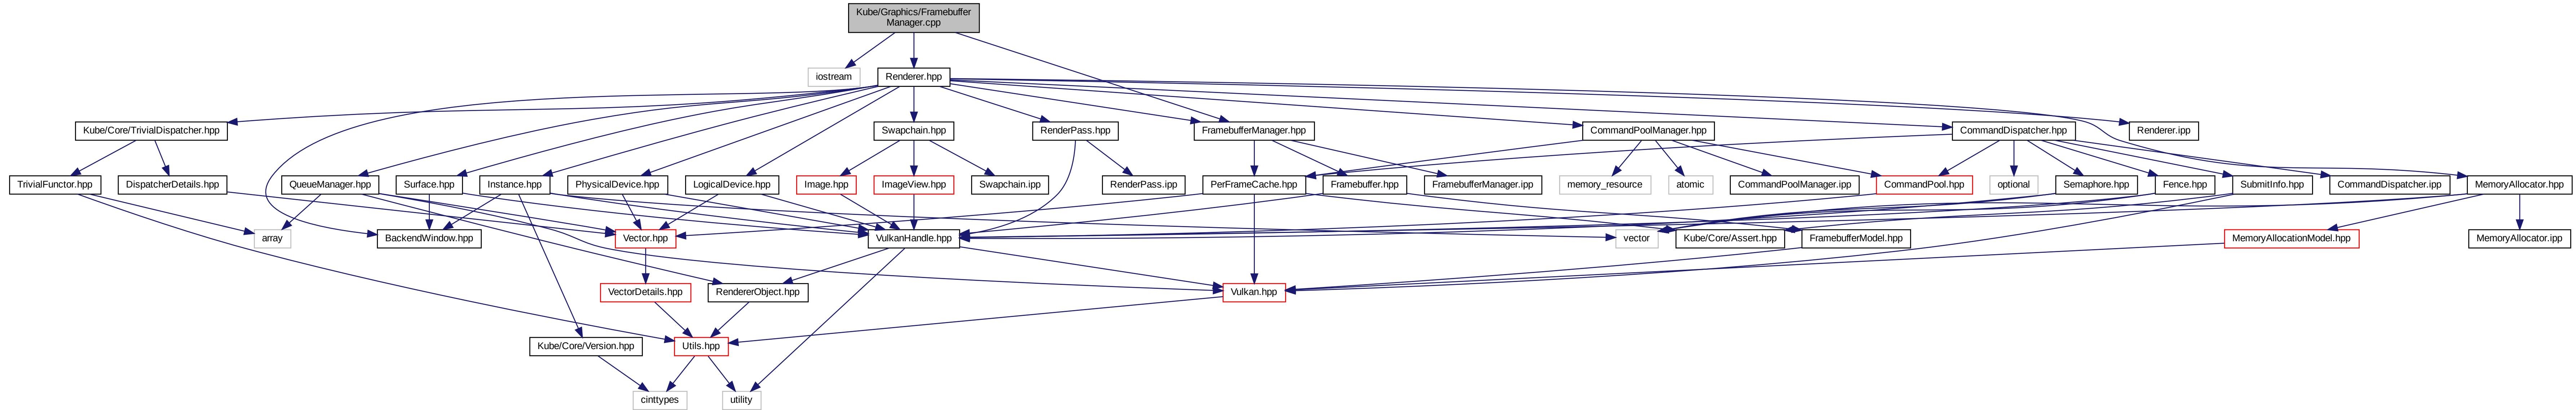 Kube/Graphics/Framebuffer
Manager.cpp
iostream
Renderer.hpp
Kube/Core/TrivialDispatcher.hpp
Swapchain.hpp
RenderPass.hpp
FramebufferManager.hpp
CommandPoolManager.hpp
CommandDispatcher.hpp
Renderer.ipp
TrivialFunctor.hpp
DispatcherDetails.hpp
QueueManager.hpp
Surface.hpp
Instance.hpp
PhysicalDevice.hpp
LogicalDevice.hpp
Image.hpp
ImageView.hpp
Swapchain.ipp
RenderPass.ipp
PerFrameCache.hpp
Framebuffer.hpp
FramebufferManager.ipp
memory_resource
atomic
CommandPoolManager.ipp
CommandPool.hpp
optional
Semaphore.hpp
Fence.hpp
SubmitInfo.hpp
CommandDispatcher.ipp
MemoryAllocator.hpp
array
BackendWindow.hpp
Vector.hpp
VulkanHandle.hpp
vector
Kube/Core/Assert.hpp
FramebufferModel.hpp
MemoryAllocationModel.hpp
MemoryAllocator.ipp
VectorDetails.hpp
RendererObject.hpp
Vulkan.hpp
Kube/Core/Version.hpp
Utils.hpp
cinttypes
utility